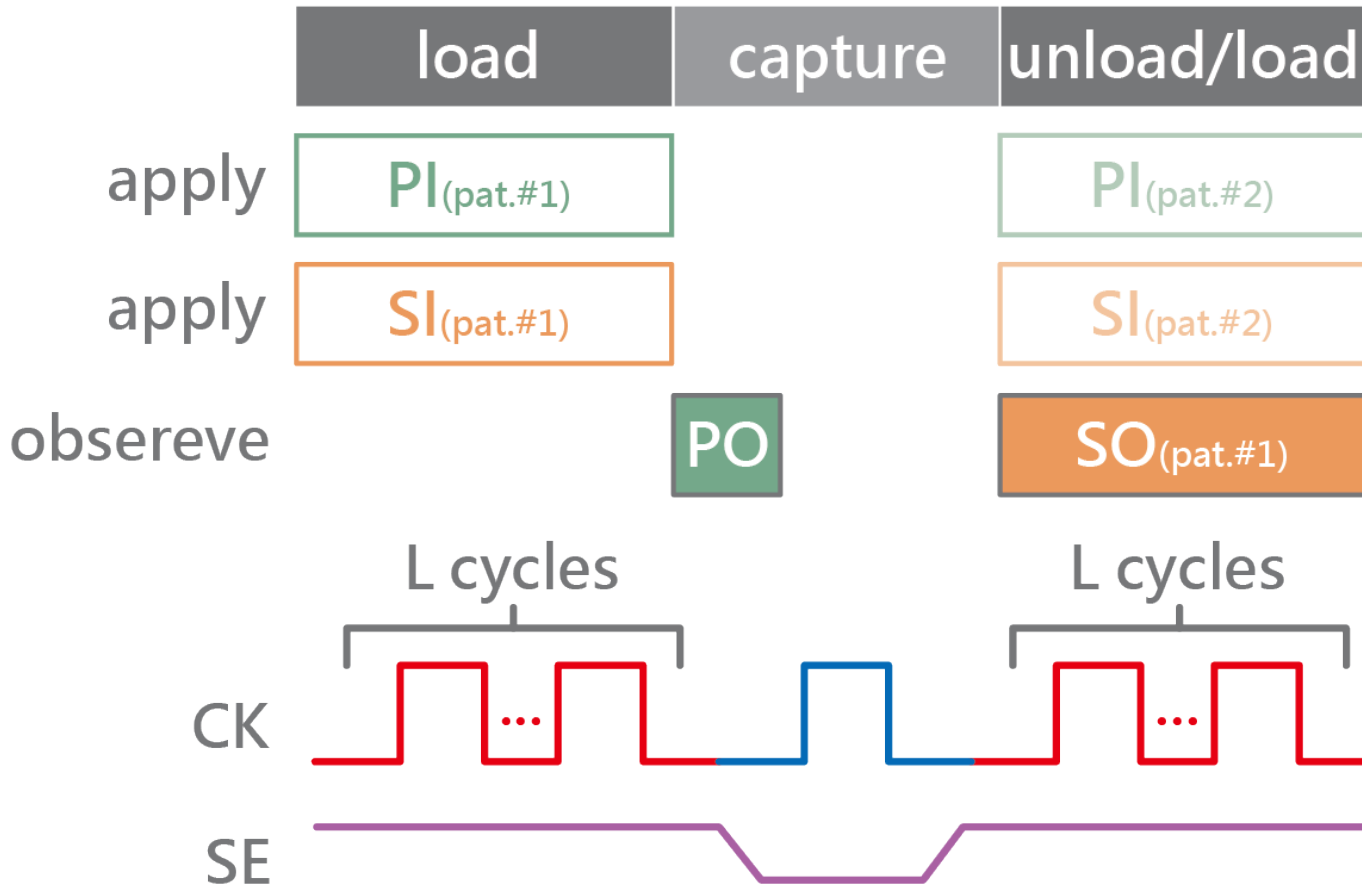 load capture unload/load
apply PI(pat.#1) PI(pat.#2)
apply SI(pat.#1) SI(pat.#2)
obsereve PO SO(pat.#1)
L cycles L cycles
CK ... ...
SE